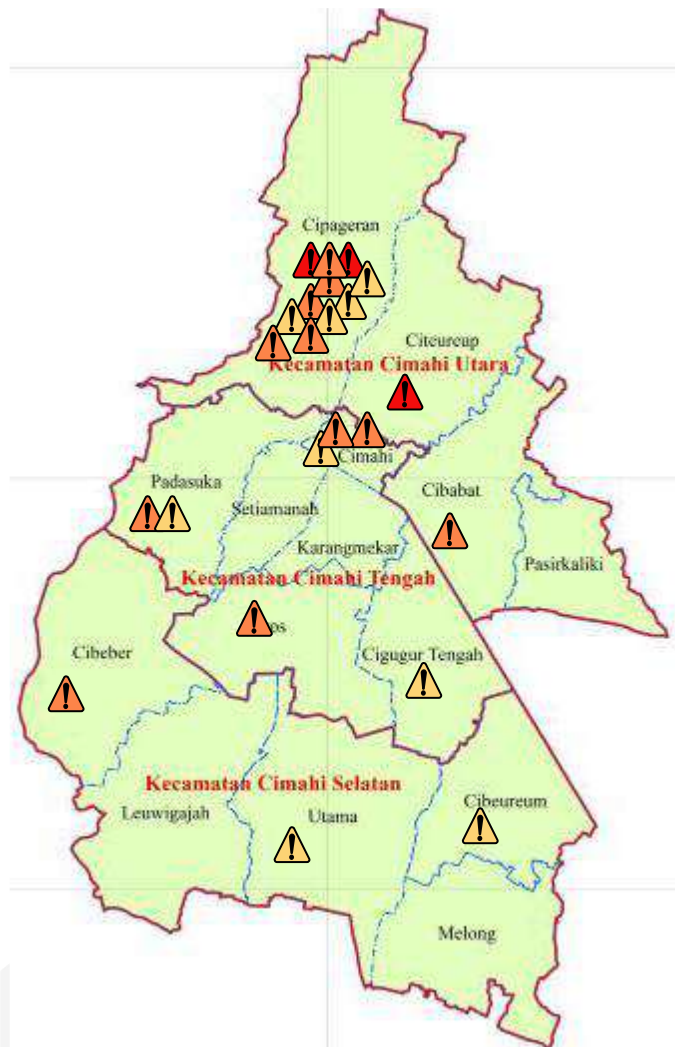 Cipageran
Citeureup
Kecamatan Cimahi Utara
Cimahi
Padasuka
Cibabat
Setiamanah
Karangmekar
Pasirkaliki
Kecamatan Cimahi Tengah
os
Cibeber
Cigugur Tengah
Kecamatan Cimahi Selatan
Leuwigajah
Utama
Cibeureum
Melong